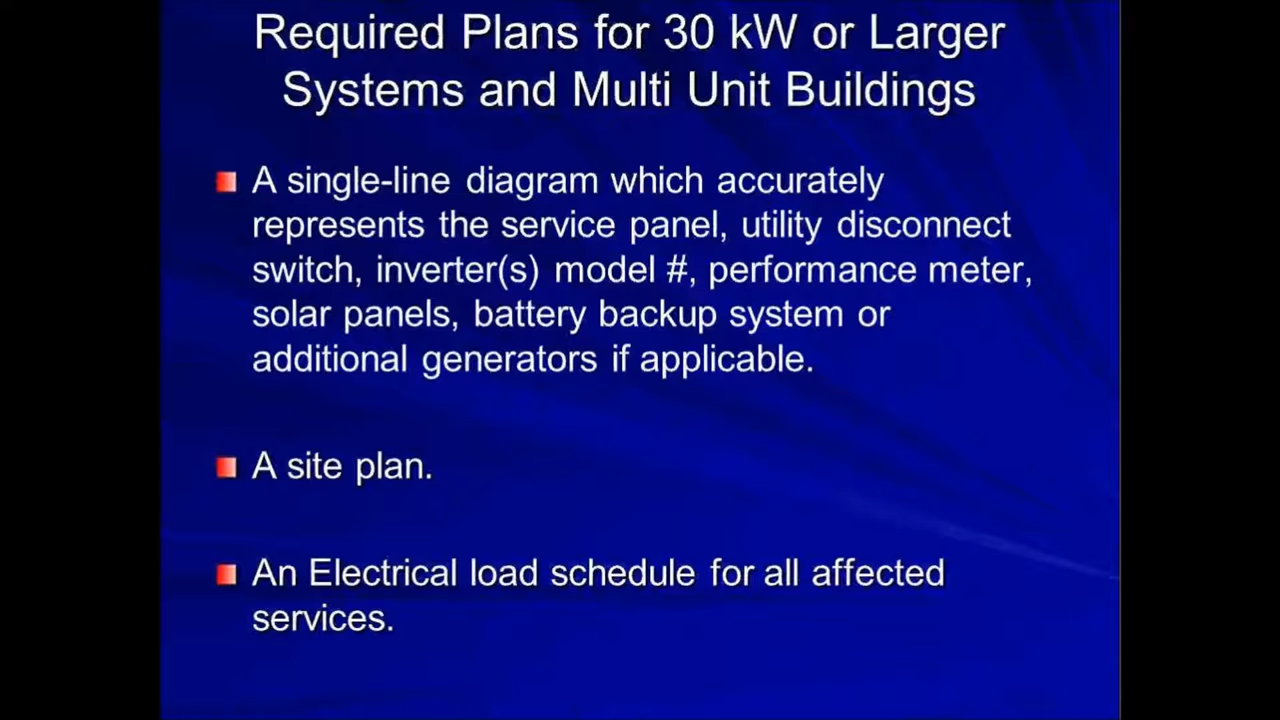 Required Plans for 30 kW or Larger
Systems and Multi Unit Buildings
A single-line diagram which accurately
represents the service panel, utility disconnect
switch, inverter(s) model #, performance meter,
solar panels, battery backup system or
additional generators if applicable.
A site plan.
An Electrical load schedule for all affected
services.